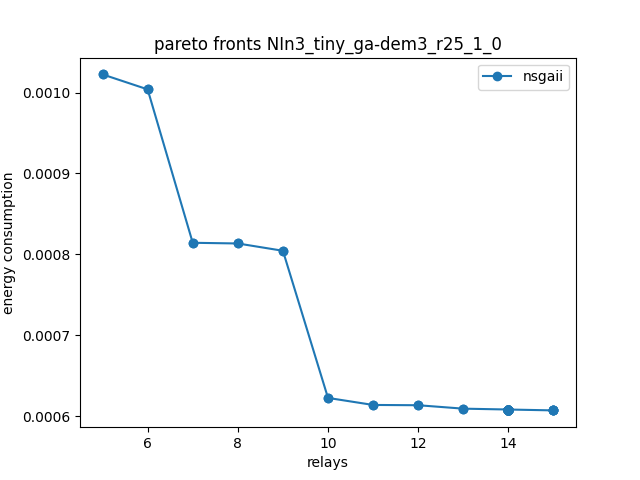 pareto fronts NIn3_tiny_ga-dem3_r25_1_0
nsgaii
0.0010
0.0009
0.0008
0.0007
0.0006
energy consumption
6 8 10 12 14
relays